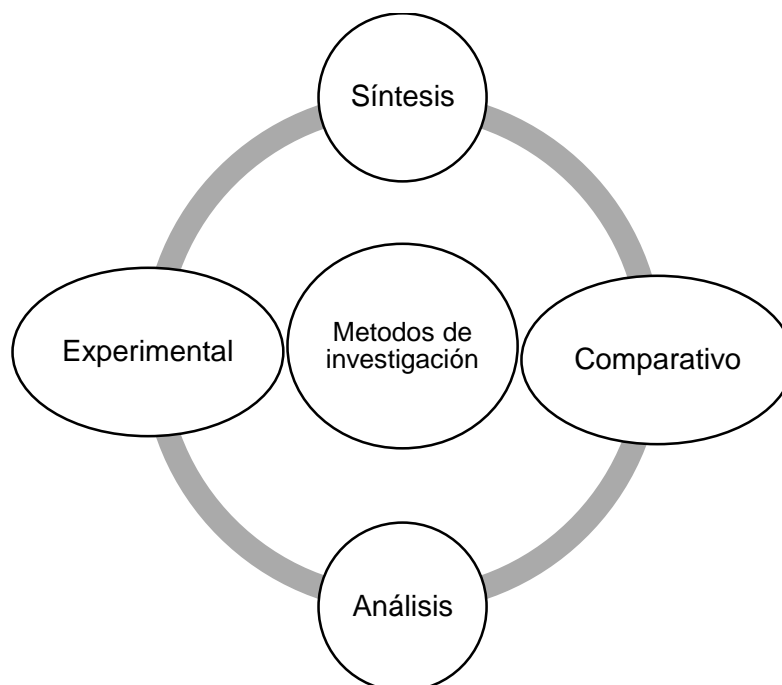 Síntesis
Experimental
Metodos de
investigación
Comparativo
Análisis